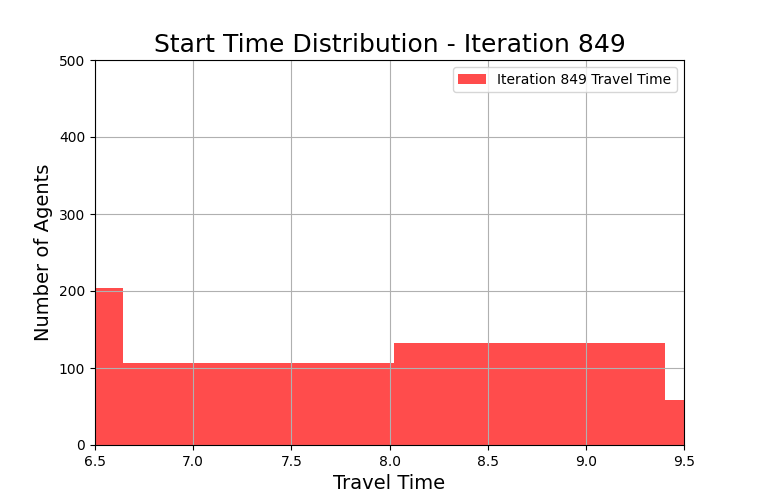 Start Time Distribution - Iteration 849
Iteration 849 Travel Time
Number of Agents
500
400
300
200
100
0
6.5 7.0 7.5 8.0 8.5 9.0 9.5
Travel Time